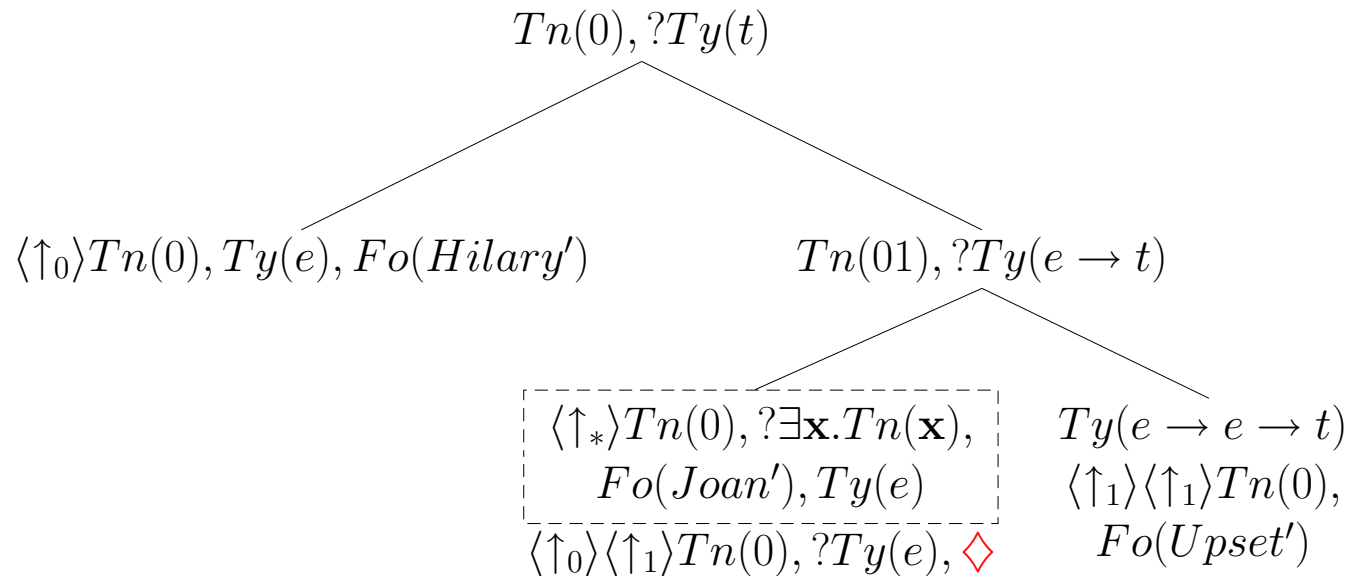 Tn(0), ?Ty(t)
⟨↑₀⟩Tn(0), Ty(e), Fo(Hilary′)
Tn(01), ?Ty(e → t)
⟨↑∗⟩Tn(0), ?∃x.Tn(x),
Fo(Joan′), Ty(e)
⟨↑₀⟩⟨↑₁⟩Tn(0), ?Ty(e), ♢
Ty(e → e → t)
⟨↑₁⟩⟨↑₁⟩Tn(0),
Fo(Upset′)